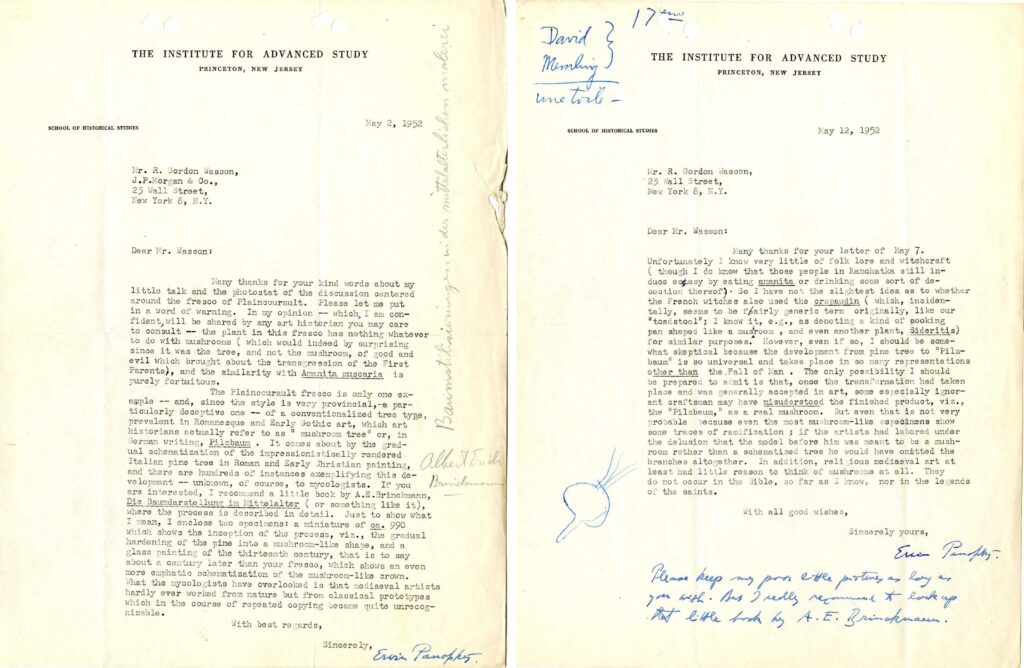 THE INSTITUTE FOR ADVANCED STUDY
PRINCETON, NEW JERSEY
SCHOOL OF HISTORICAL STUDIES
May 2, 1952
Mr. R. Gordon Wasson,
J.P.Morgan & Co.,
23 Wall Street,
New York 8, N.Y.
Dear Mr. Wasson:
Many thanks for your kind words about my
little talk and the photostat of the discussion centered
around the fresco of Plaincourault. Please let me put
in a word of warning. In my opinion -- which, I am con-
fident, will be shared by any art historian you may care
to consult -- the plant in this fresco has nothing whatever
to do with mushrooms ( which would indeed by surprising
since it was the tree, and not the mushroom, of good and
evil which brought about the transgression of the First
Parents), and the similarity with Amanita muscaria is
purely fortuitous.
The Plaincourault fresco is only one ex-
ample -- and, since the style is very provincial, a par-
ticularly deceptive one -- of a conventionalized tree type,
prevalent in Romanesque and Early Gothic art, which art
historians actually refer to as " mushroom tree" or, in
German writing, Pilzbaum . It comes about by the grad-
ual schematization of the impressionistically rendered
Italian pine tree in Roman and Early Christian painting,
and there are hundreds of instances exemplifying this de-
velopment -- unknown, of course, to mycologists. If you
are interested, I recommend a little book by A.E.Brinckmann,
Die Baumdarstellung im Mittelalter ( or something like it),
where the process is described in detail. Just to show what
I mean, I enclose two specimens: a miniature of ca. 990
which shows the inception of the process, viz., the gradual
hardening of the pine into a mushroom-like shape, and a
glass painting of the thirteenth century, that is to say
about a century later than your fresco, which shows an even
more emphatic schematization of the mushroom-like crown.
What the mycologists have overlooked is that mediaeval artists
hardly ever worked from nature but from classical prototypes
which in the course of repeated copying became quite unrecog-
nizable.
With best regards,
Sincerely,
Erwin Panofsky.
Baumstilisierungen in der mittelalterlichen malerei
Albert Erich
Brinckmann
17
David
Memling
THE INSTITUTE FOR ADVANCED STUDY
PRINCETON, NEW JERSEY
SCHOOL OF HISTORICAL STUDIES
May 12, 1952
Mr. R. Gordon Wasson,
23 Wall Street,
New York 8, N.Y.
Dear Mr. Wasson:
Many thanks for your letter of May 7.
Unfortunately I know very little of folk lore and witchcraft
( though I do know that those people in Kamchatka still in-
duce ecstasy by eating amanita or drinking some sort of de-
coction thereof). So I have not the slightest idea as to whether
the French witches also used the crapaudin ( which, inciden-
tally, seems to be fairly generic term originally, like our
"toadstool"; I know it, e.g., as denoting a kind of cooking
pan shaped like a musroom , and even another plant, Sideritis)
for similar purposes. However, even if so, I should be some-
what skeptical because the development from pine tree to "Pilz-
baum" is so universal and takes place in so many representations
other than the Fall of Man . The only possibility I should
be prepared to admit is that, once the transformation had taken
place and was generally accepted in art, some especially ignor-
ant craftsman may have misuderstood the finished product, viz.,
the "Pilzbaum," as a real mushroom. But even that is not very
probable because even the most mushroom-like sspecimens show
some traces of ramification ; if the artists had labored under
the delusion that the model before him was meant to be a mush-
room rather than a schematized tree he would have omitted the
branches altogether. In addition, religious mediaeval art at
least had little reason to think of mushrooms at all. They
do not occur in the Bible, so far as I know, nor in the legends
of the saints.
With all good wishes,
Sincerely yours,
Erwin Panofsky.
Please keep my poor little pictures as long as
you wish. But I really recommend to look up
that little book by A. E. Brinckmann.